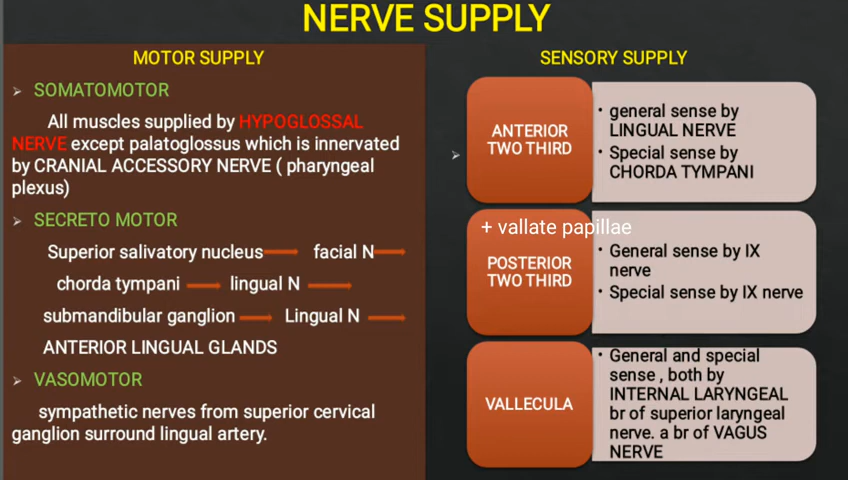 NERVE SUPPLY
MOTOR SUPPLY
SOMATOMOTOR
All muscles supplied by HYPOGLOSSAL
NERVE except palatoglossus which is innervated
by CRANIAL ACCESSORY NERVE ( pharyngeal
plexus)
SECRETO MOTOR
Superior salivatory nucleus facial N
chorda tympani lingual N
submandibular ganglion Lingual N
ANTERIOR LINGUAL GLANDS
VASOMOTOR
sympathetic nerves from superior cervical
ganglion surround lingual artery.
SENSORY SUPPLY
ANTERIOR
TWO THIRD
• general sense by
LINGUAL NERVE
• Special sense by
CHORDA TYMPANI
+ vallate papillae
POSTERIOR
TWO THIRD
• General sense by IX
nerve
• Special sense by IX nerve
VALLECULA
• General and special
sense , both by
INTERNAL LARYNGEAL
br of superior laryngeal
nerve. a br of VAGUS
NERVE